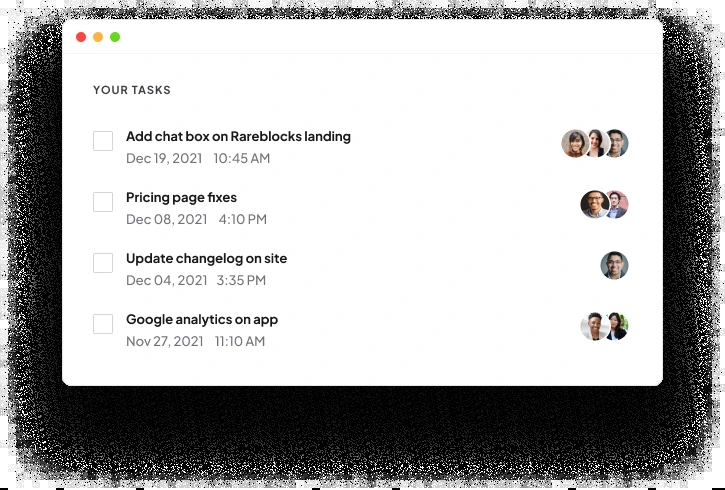 YOUR TASKS
Add chat box on Rareblocks landing
Dec 19, 2021 10:45 AM
Pricing page fixes
Dec 08, 2021 4:10 PM
Update changelog on site
Dec 04, 2021 3:35 PM
Google analytics on app
Nov 27, 2021 11:10 AM